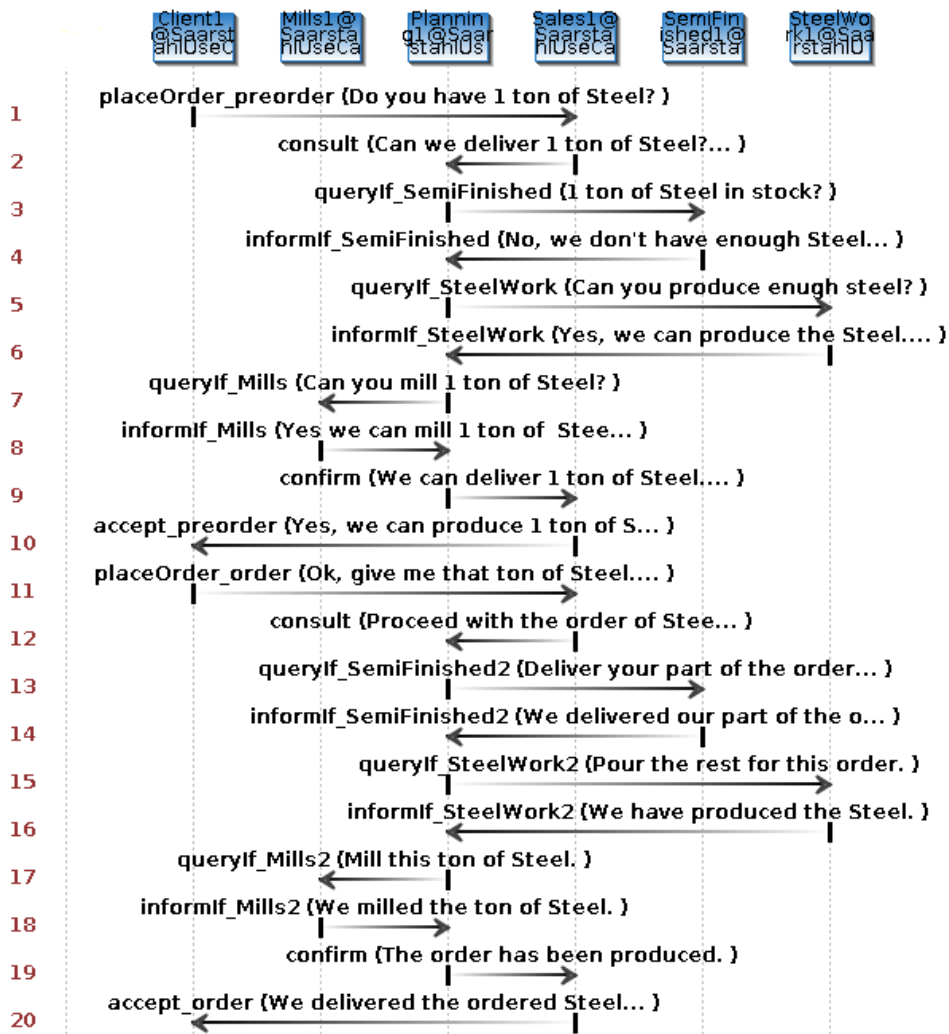 Client1 @Saarst ahlUseC
Mills1@ Saarsta hlUseCa
Plannin g1@Saar stahlUs
Sales1@ Saarsta hlUseCa
SemiFin ished1@ Saarsta
SteelWo rk1@Saa rstahlU
placeOrder_preorder (Do you have 1 ton of Steel? )
1
consult (Can we deliver 1 ton of Steel?... )
2
queryIf_SemiFinished (1 ton of Steel in stock? )
3
informIf_SemiFinished (No, we don't have enough Steel... )
4
queryIf_SteelWork (Can you produce enugh steel? )
5
informIf_SteelWork (Yes, we can produce the Steel.... )
6
queryIf_Mills (Can you mill 1 ton of Steel? )
7
informIf_Mills (Yes we can mill 1 ton of  Stee... )
8
confirm (We can deliver 1 ton of Steel.... )
9
accept_preorder (Yes, we can produce 1 ton of S... )
10
placeOrder_order (Ok, give me that ton of Steel.... )
11
consult (Proceed with the order of Stee... )
12
queryIf_SemiFinished2 (Deliver your part of the order... )
13
informIf_SemiFinished2 (We delivered our part of the o... )
14
queryIf_SteelWork2 (Pour the rest for this order. )
15
informIf_SteelWork2 (We have produced the Steel. )
16
queryIf_Mills2 (Mill this ton of Steel. )
17
informIf_Mills2 (We milled the ton of Steel. )
18
confirm (The order has been produced. )
19
accept_order (We delivered the ordered Steel... )
20